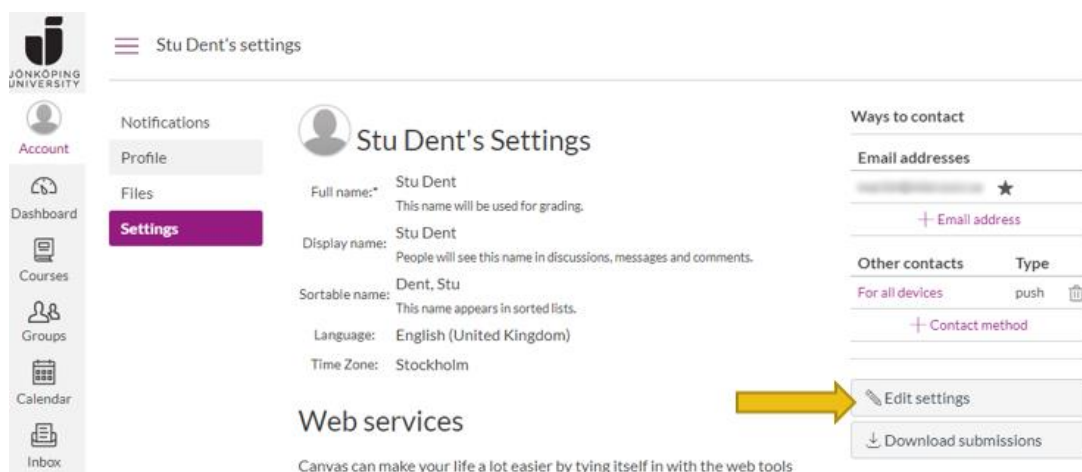 JÖNKÖPING
UNIVERSITY
Account
Dashboard
Courses
Groups
Calendar
Inbox
Stu Dent's settings
Notifications
Profile
Files
Settings
Stu Dent's Settings
Full name:* Stu Dent
This name will be used for grading.
Display name: Stu Dent
People will see this name in discussions, messages and comments.
Sortable name: Dent, Stu
This name appears in sorted lists.
Language: English (United Kingdom)
Time Zone: Stockholm
Web services
Canvas can make your life a lot easier by tying itself in with the web tools
Ways to contact
Email addresses
Email address
Other contacts Type
For all devices push
Contact method
Edit settings
Download submissions